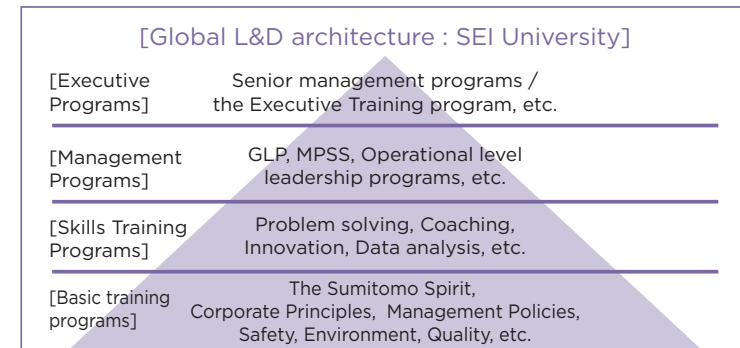 [Global L&D architecture : SEI University]
[Executive
Programs]
Senior management programs /
the Executive Training program, etc.
[Management
Programs]
GLP, MPSS, Operational level
leadership programs, etc.
[Skills Training
Programs]
Problem solving, Coaching,
Innovation, Data analysis, etc.
[Basic training
programs]
The Sumitomo Spirit,
Corporate Principles, Management Policies,
Safety, Environment, Quality, etc.